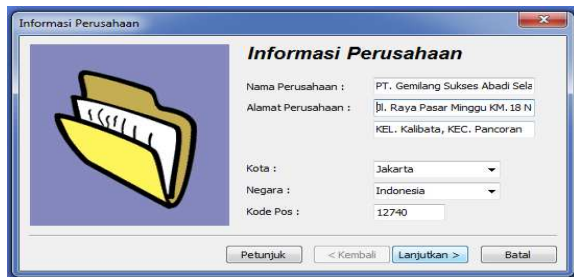 Informasi Perusahaan
Informasi Perusahaan
Nama Perusahaan : PT. Gemilang Sukses Abadi Sela
Alamat Perusahaan : Jl. Raya Pasar Minggu KM.18 N
KEL. Kalibata, KEC. Pancoran
Kota : Jakarta
Negara : Indonesia
Kode Pos : 12740
Petunjuk < Kembali Lanjutkan > Batal